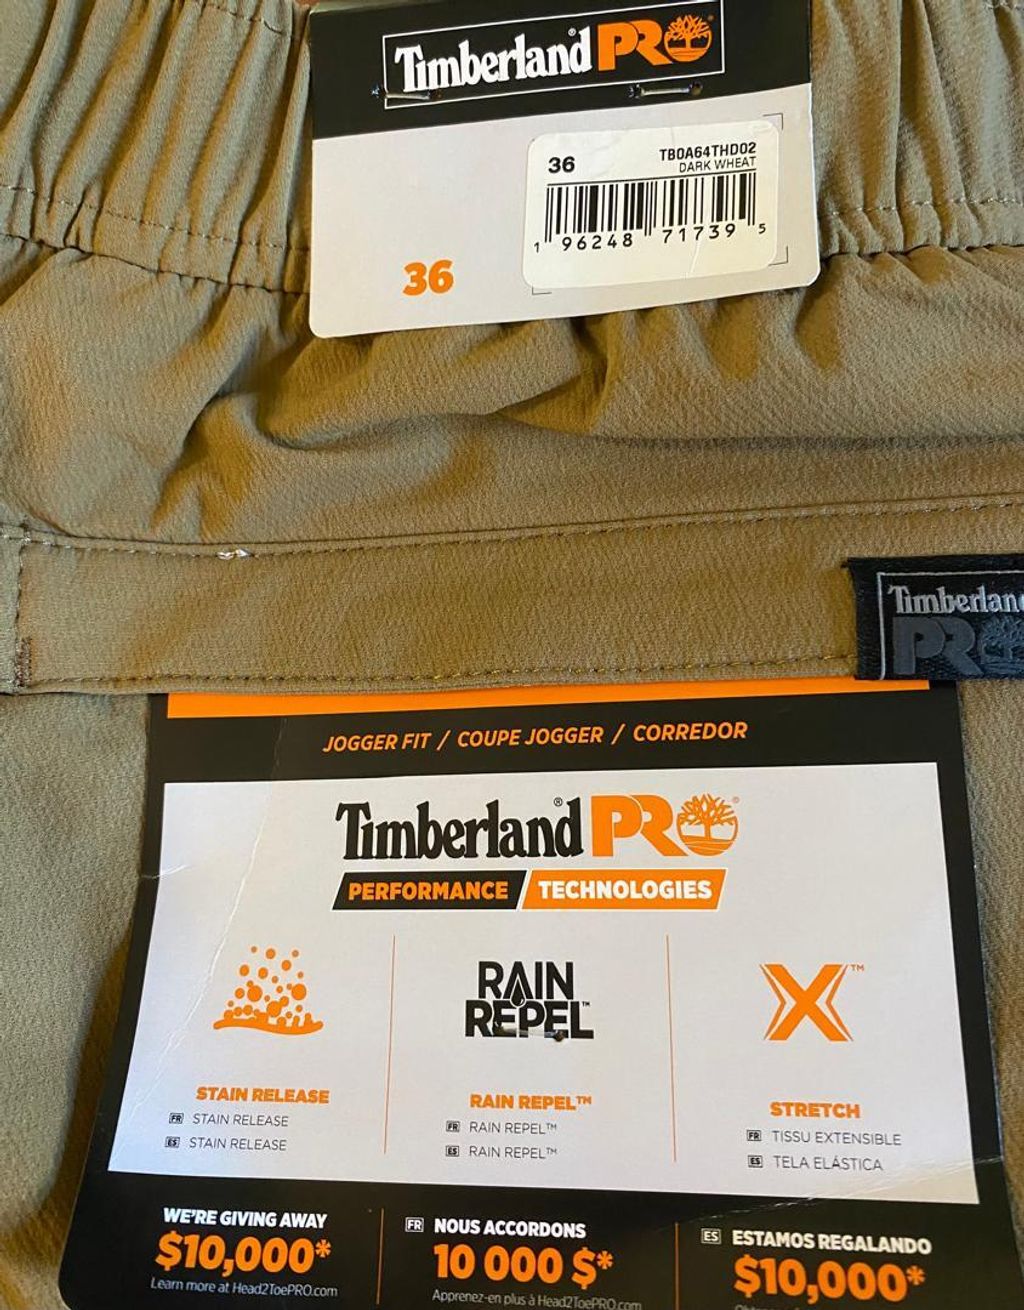 Timberland PRO
36
TB0A64THD02
DARK WHEAT
1 96248 71739 5
36
Timberland
PRO
JOGGER FIT / COUPE JOGGER / CORREDOR
Timberland® PRO®
PERFORMANCE TECHNOLOGIES
RAIN
REPEL™
X™
STAIN RELEASE
FR STAIN RELEASE
ES STAIN RELEASE
RAIN REPEL™
FR RAIN REPEL™
ES RAIN REPEL™
STRETCH
FR TISSU EXTENSIBLE
ES TELA ELÁSTICA
WE'RE GIVING AWAY
$10,000*
Learn more at Head2ToePRO.com
FR NOUS ACCORDONS
10 000 $*
Apprenez-en plus à Head2ToePRO.com
ES ESTAMOS REGALANDO
$10,000*